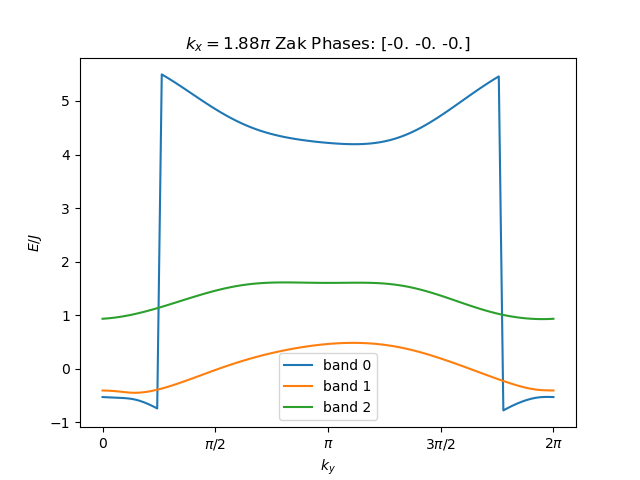 kₓ = 1.88π Zak Phases: [-0. -0. -0.]
E/J
5
4
3
2
1
0
−1
band 0
band 1
band 2
0
π/2
π
3π/2
2π
k_y